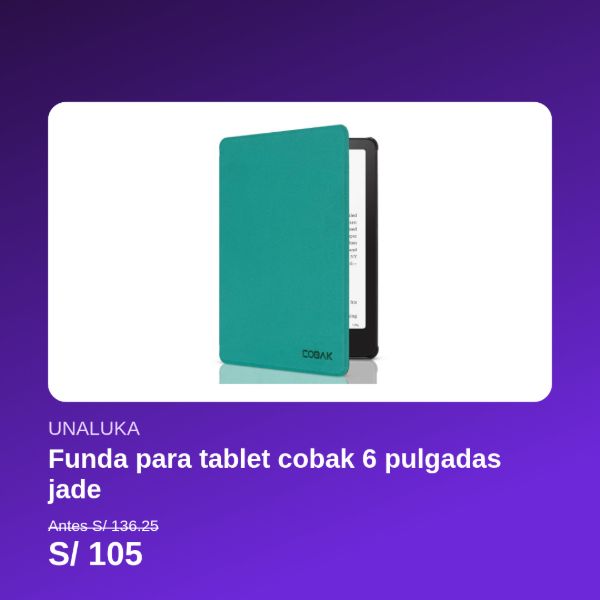 COBAK
UNALUKA
Funda para tablet cobak 6 pulgadas
jade
Antes S/ 136.25
S/ 105